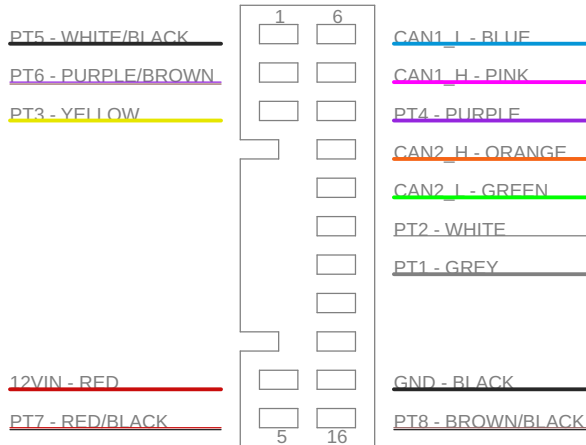 1 6
PT5 - WHITE/BLACK
CAN1_L - BLUE
PT6 - PURPLE/BROWN
CAN1_H - PINK
PT3 - YELLOW
PT4 - PURPLE
CAN2_H - ORANGE
CAN2_L - GREEN
PT2 - WHITE
PT1 - GREY
12VIN - RED
GND - BLACK
PT7 - RED/BLACK
PT8 - BROWN/BLACK
5 16